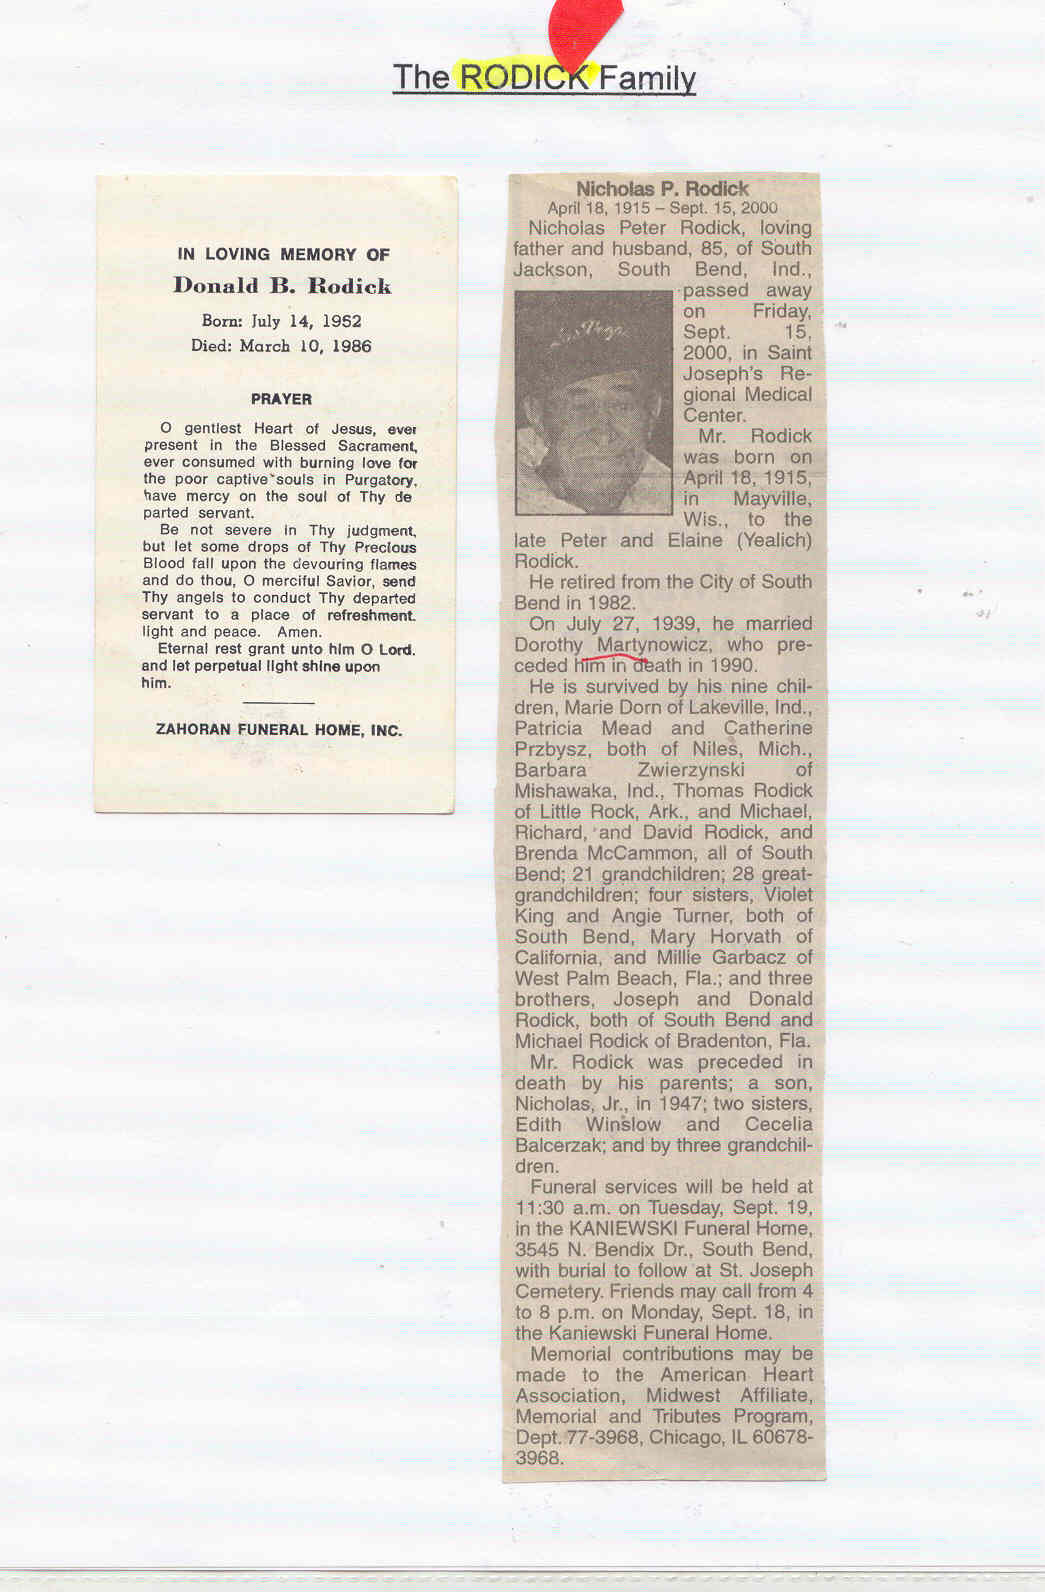 The RODICK Family
IN LOVING MEMORY OF
Donald B. Rodick
Born: July 14, 1952
Died: March 10, 1986
PRAYER
O gentlest Heart of Jesus, ever
present in the Blessed Sacrament,
ever consumed with burning love for
the poor captive souls in Purgatory,
have mercy on the soul of Thy de
parted servant.
Be not severe in Thy judgment,
but let some drops of Thy Precious
Blood fall upon the devouring flames
and do thou, O merciful Savior, send
Thy angels to conduct Thy departed
servant to a place of refreshment.
light and peace. Amen.
Eternal rest grant unto him O Lord.
and let perpetual light shine upon
him.
ZAHORAN FUNERAL HOME, INC.
Nicholas P. Rodick
April 18, 1915 – Sept. 15, 2000
Nicholas Peter Rodick, loving
father and husband, 85, of South
Jackson, South Bend, Ind.,
passed away
on Friday,
Sept. 15,
2000, in Saint
Joseph's Re-
gional Medical
Center.
Mr. Rodick
was born on
April 18, 1915,
in Mayville,
Wis., to the
late Peter and Elaine (Yealich)
Rodick.
He retired from the City of South
Bend in 1982.
On July 27, 1939, he married
Dorothy Martynowicz, who pre-
ceded him in death in 1990.
He is survived by his nine chil-
dren, Marie Dorn of Lakeville, Ind.,
Patricia Mead and Catherine
Przbysz, both of Niles, Mich.,
Barbara Zwierzynski of
Mishawaka, Ind., Thomas Rodick
of Little Rock, Ark., and Michael,
Richard, and David Rodick, and
Brenda McCammon, all of South
Bend; 21 grandchildren; 28 great-
grandchildren; four sisters, Violet
King and Angie Turner, both of
South Bend, Mary Horvath of
California, and Millie Garbacz of
West Palm Beach, Fla.; and three
brothers, Joseph and Donald
Rodick, both of South Bend and
Michael Rodick of Bradenton, Fla.
Mr. Rodick was preceded in
death by his parents; a son,
Nicholas, Jr., in 1947; two sisters,
Edith Winslow and Cecelia
Balcerzak; and by three grandchil-
dren.
Funeral services will be held at
11:30 a.m. on Tuesday, Sept. 19,
in the KANIEWSKI Funeral Home,
3545 N. Bendix Dr., South Bend,
with burial to follow at St. Joseph
Cemetery. Friends may call from 4
to 8 p.m. on Monday, Sept. 18, in
the Kaniewski Funeral Home.
Memorial contributions may be
made to the American Heart
Association, Midwest Affiliate,
Memorial and Tributes Program,
Dept. 77-3968, Chicago, IL 60678-
3968.